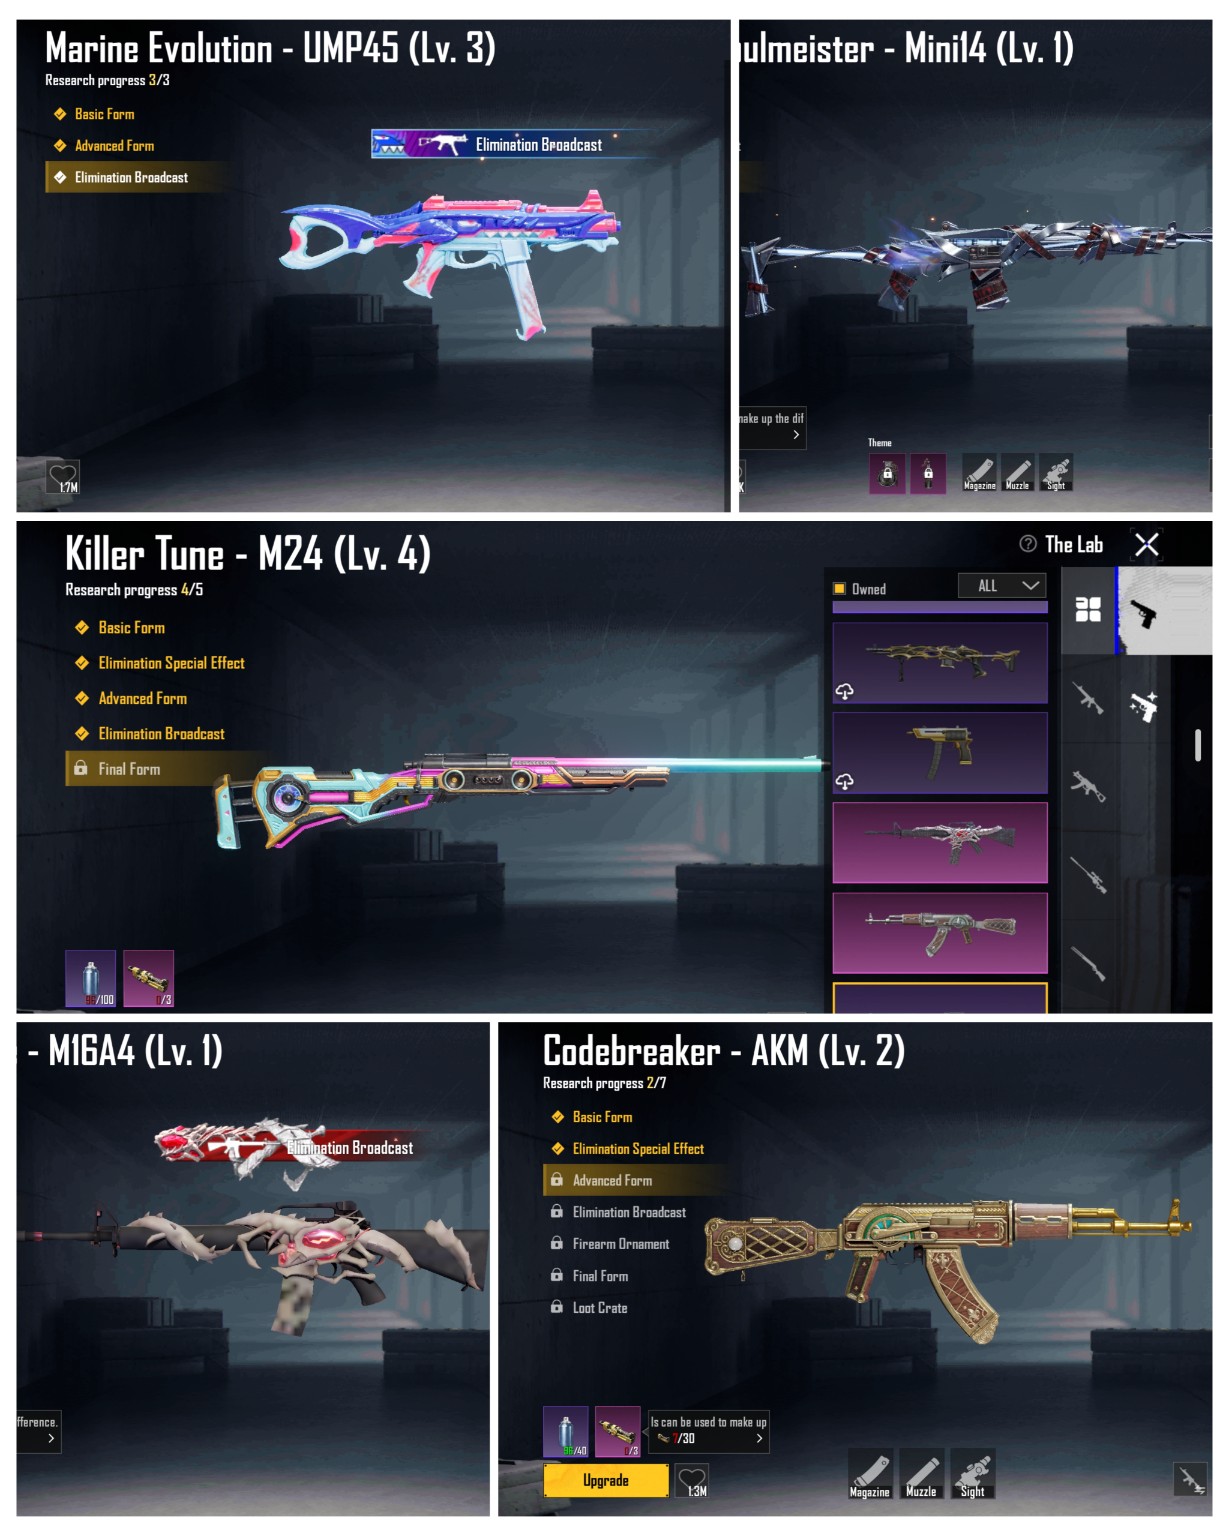 Marine Evolution - UMP45 (Lv. 3)
Research progress 3/3
Basic Form
Advanced Form
Elimination Broadcast
Elimination Broadcast
1.7M
ulmeister - Mini14 (Lv. 1)
make up the dif
Theme
Magazine
Muzzle
Sight
Killer Tune - M24 (Lv. 4)
Research progress 4/5
Basic Form
Elimination Special Effect
Advanced Form
Elimination Broadcast
Final Form
96/100
0/3
The Lab
Owned
ALL
- M16A4 (Lv. 1)
Elimination Broadcast
fference.
Codebreaker - AKM (Lv. 2)
Research progress 2/7
Basic Form
Elimination Special Effect
Advanced Form
Elimination Broadcast
Firearm Ornament
Final Form
Loot Crate
96/40
0/3
ls can be used to make up
7/30
Upgrade
1.3M
Magazine
Muzzle
Sight